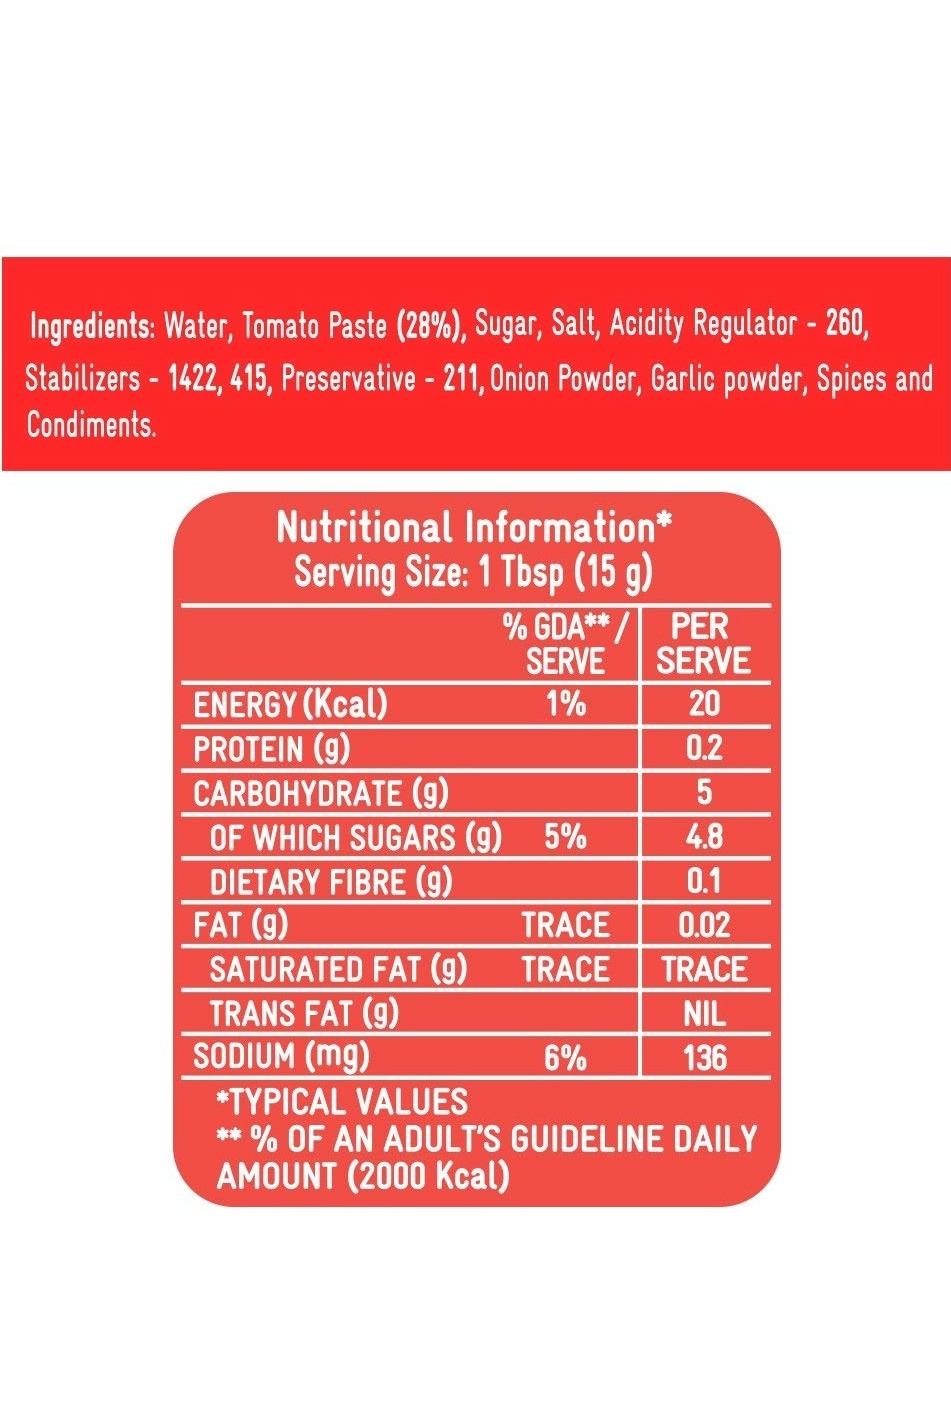 Ingredients: Water, Tomato Paste (28%), Sugar, Salt, Acidity Regulator - 260,
Stabilizers - 1422, 415, Preservative - 211, Onion Powder, Garlic powder, Spices and
Condiments.
Nutritional Information*
Serving Size: 1 Tbsp (15 g)
% GDA** / SERVE PER SERVE
ENERGY (Kcal) 1% 20
PROTEIN (g) 0.2
CARBOHYDRATE (g) 5
OF WHICH SUGARS (g) 5% 4.8
DIETARY FIBRE (g) 0.1
FAT (g) TRACE 0.02
SATURATED FAT (g) TRACE TRACE
TRANS FAT (g) NIL
SODIUM (mg) 6% 136
*TYPICAL VALUES
** % OF AN ADULT'S GUIDELINE DAILY
AMOUNT (2000 Kcal)